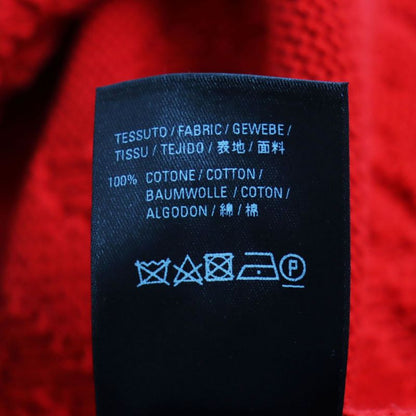 TESSUTO / FABRIC / GEWEBE /
TISSU / TEJIDO / 表地 / 面料
100% COTONE / COTTON /
BAUMWOLLE / COTON /
ALGODON / 綿 / 棉
P